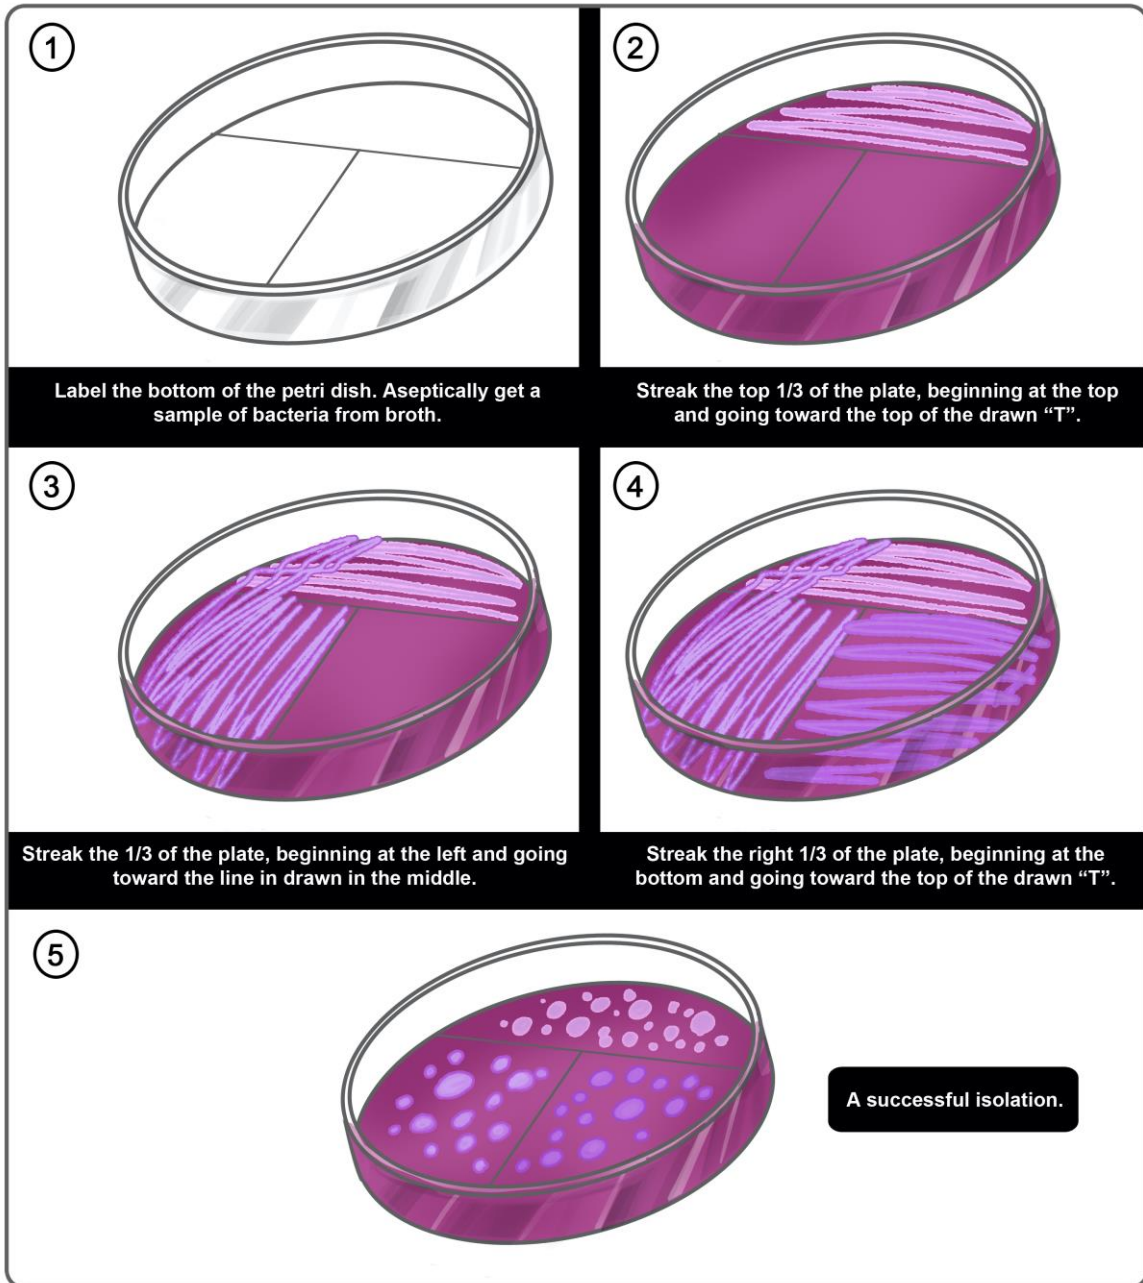 1
Label the bottom of the petri dish. Aseptically get a
sample of bacteria from broth.
2
Streak the top 1/3 of the plate, beginning at the top
and going toward the top of the drawn “T”.
3
Streak the 1/3 of the plate, beginning at the left and going
toward the line in drawn in the middle.
4
Streak the right 1/3 of the plate, beginning at the
bottom and going toward the top of the drawn “T”.
5
A successful isolation.